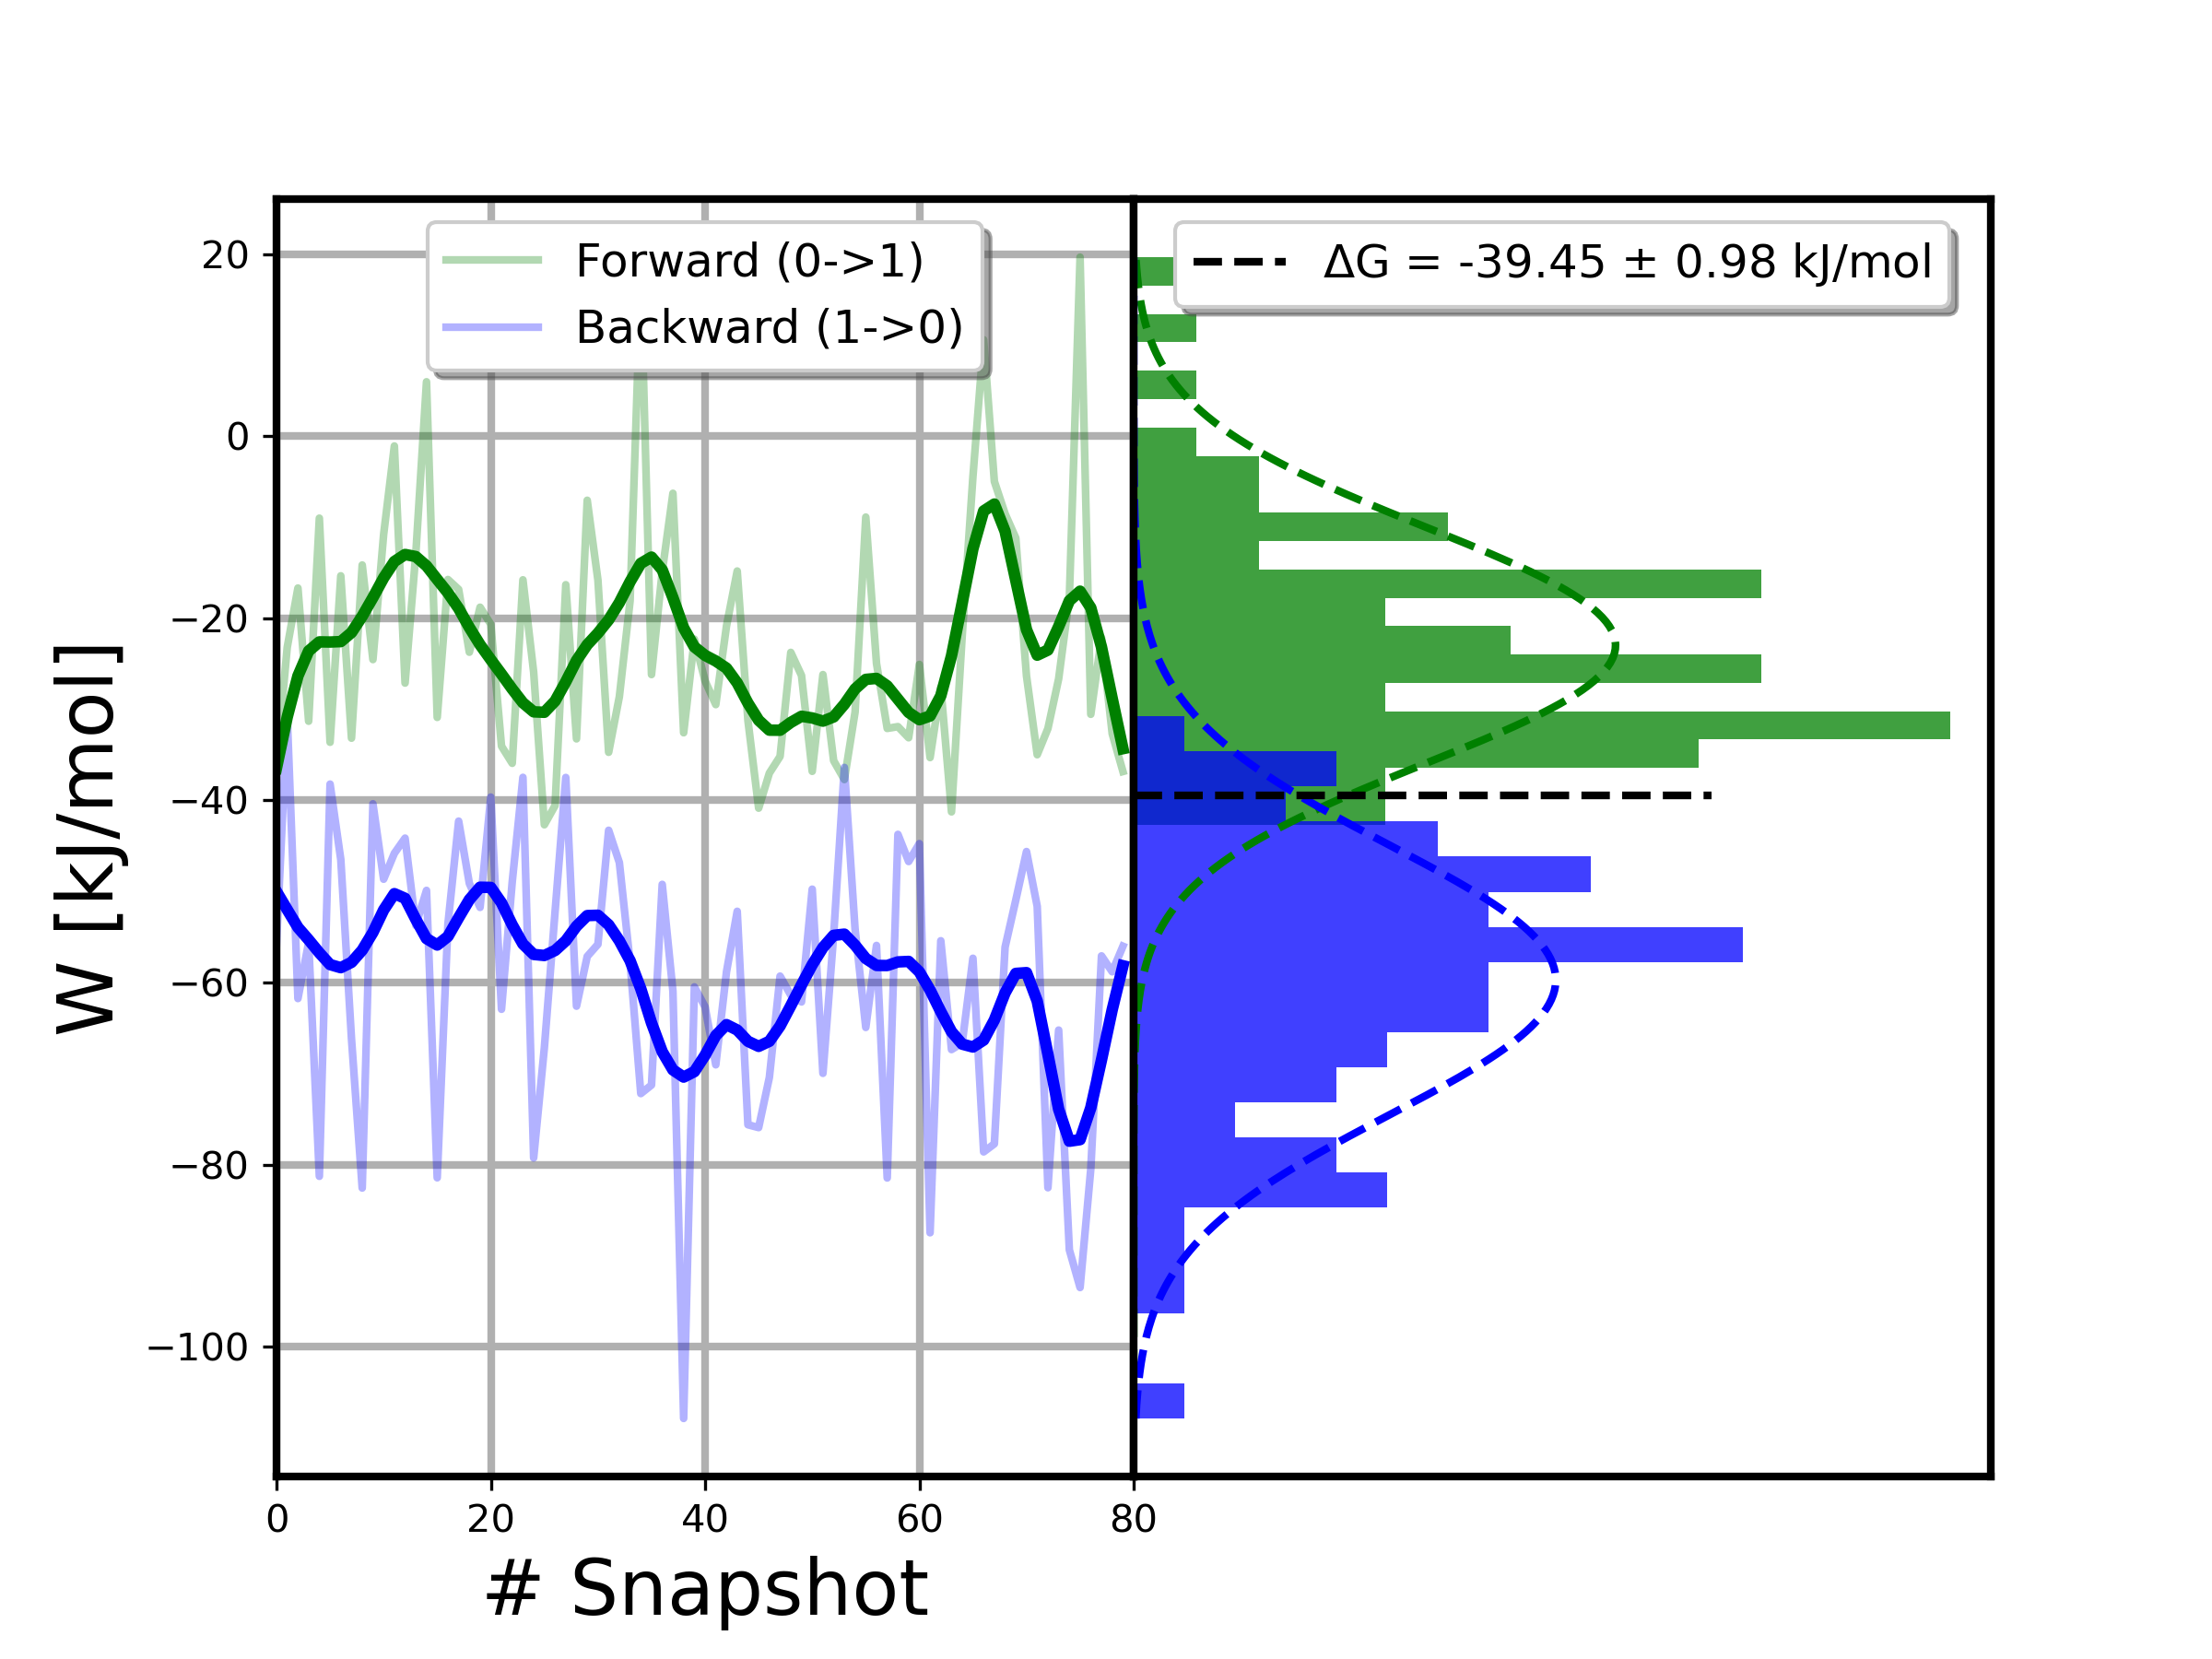 Forward (0->1)
Backward (1->0)
ΔG = -39.45 ± 0.98 kJ/mol
20
0
−20
−40
−60
−80
−100
W [kJ/mol]
0 20 40 60 80
# Snapshot